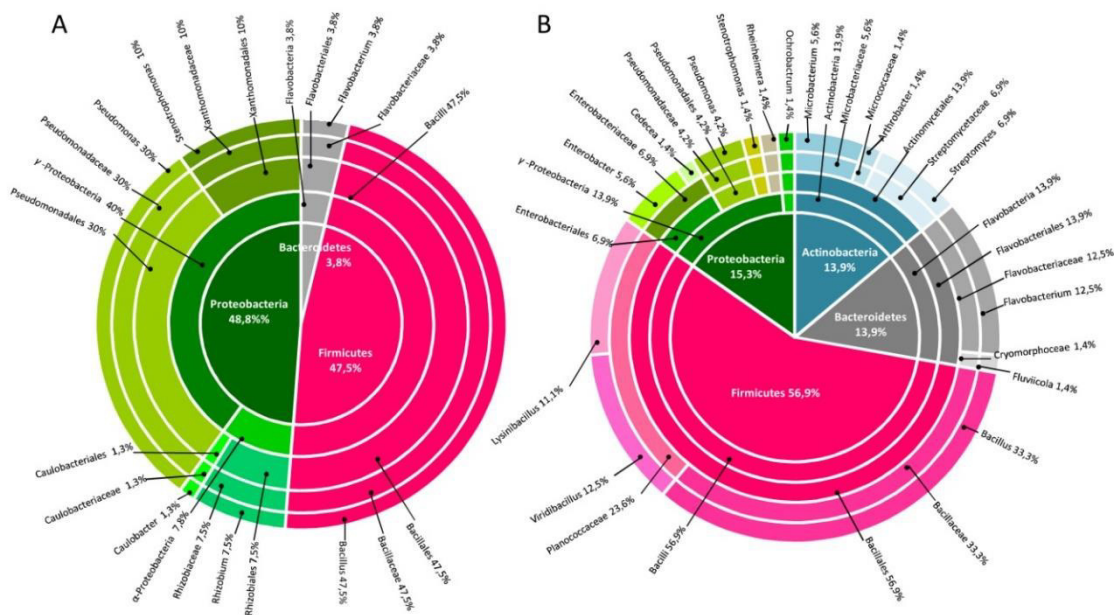 A
Flavobacteria 3,8%
Flavobacteriales 3,8%
Flavobacterium 3,8%
Flavobacteriaceae 3,8%
Bacilli 47,5%
Xanthomonadales 10%
Xanthomonadaceae 10%
Senotrophomonas 10%
Pseudomonas 30%
Pseudomonadaceae 30%
γ -Proteobacteria 40%
Pseudomonadales 30%
Bacteroidetes
3,8%
Proteobacteria
48,8%%
Firmicutes
47,5%
Caulobacteriales 1,3%
Caulobacteriaceae 1,3%
Caulobacter 1,3%
α-Proteobacteria 7,8%
Rhizobiaceae 7,5%
Rhizobium 7,5%
Rhizobiales 7,5%
Bacillus 47,5%
Bacillaceae 47,5%
Bacillales 47,5%
B
Enterobacteriales 6,9%
γ -Proteobacteria 13,9%
Enterobacter 5,6%
Enterobacteriaceae 6,9%
Cedecea 1,4%
Pseudomonadaceae 4,2%
Pseudomonadales 4,2%
Pseudomonas 4,2%
Stenotrophomonas 1,4%
Rheinheimera 1,4%
Ochrobactrum 1,4%
Microbacterium 5,6%
Actinobacteria 13,9%
Microbacteriaceae 5,6%
Micrococcaceae 1,4%
Arthrobacter 1,4%
Actinomycetales 13,9%
Streptomycetaceae 6,9%
Streptomyces 6,9%
Flavobacteria 13,9%
Flavobacteriales 13,9%
Flavobacteriaceae 12,5%
Flavobacterium 12,5%
Cryomorphoceae 1,4%
Fluviicola 1,4%
Proteobacteria
15,3%
Actinobacteria
13,9%
Bacteroidetes
13,9%
Firmicutes 56,9%
Lysinibacillus 11,1%
Viridibacillus 12,5%
Planococcaceae 23,6%
Bacilli 56,9%
Bacillales 56,9%
Bacillaceae 33,3%
Bacillus 33,3%